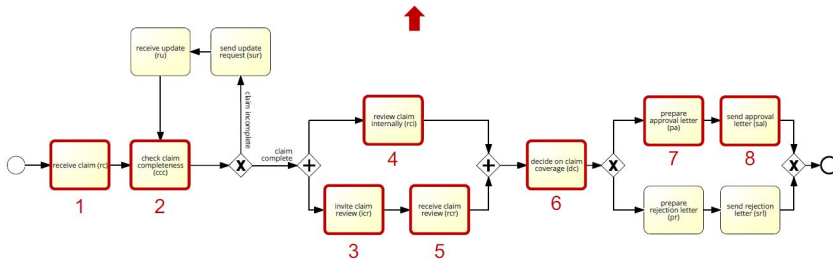 receive update
(ru)
send update
request (sur)
claim incomplete
receive claim (rc)
1
check claim
completeness
(ccc)
2
X
claim
complete
+
review claim
internally (rci)
4
invite claim
review (icr)
3
receive claim
review (rcr)
5
+
decide on claim
coverage (dc)
6
X
prepare
approval letter
(pa)
7
send approval
letter (sal)
8
prepare
rejection letter
(pr)
send rejection
letter (srl)
X